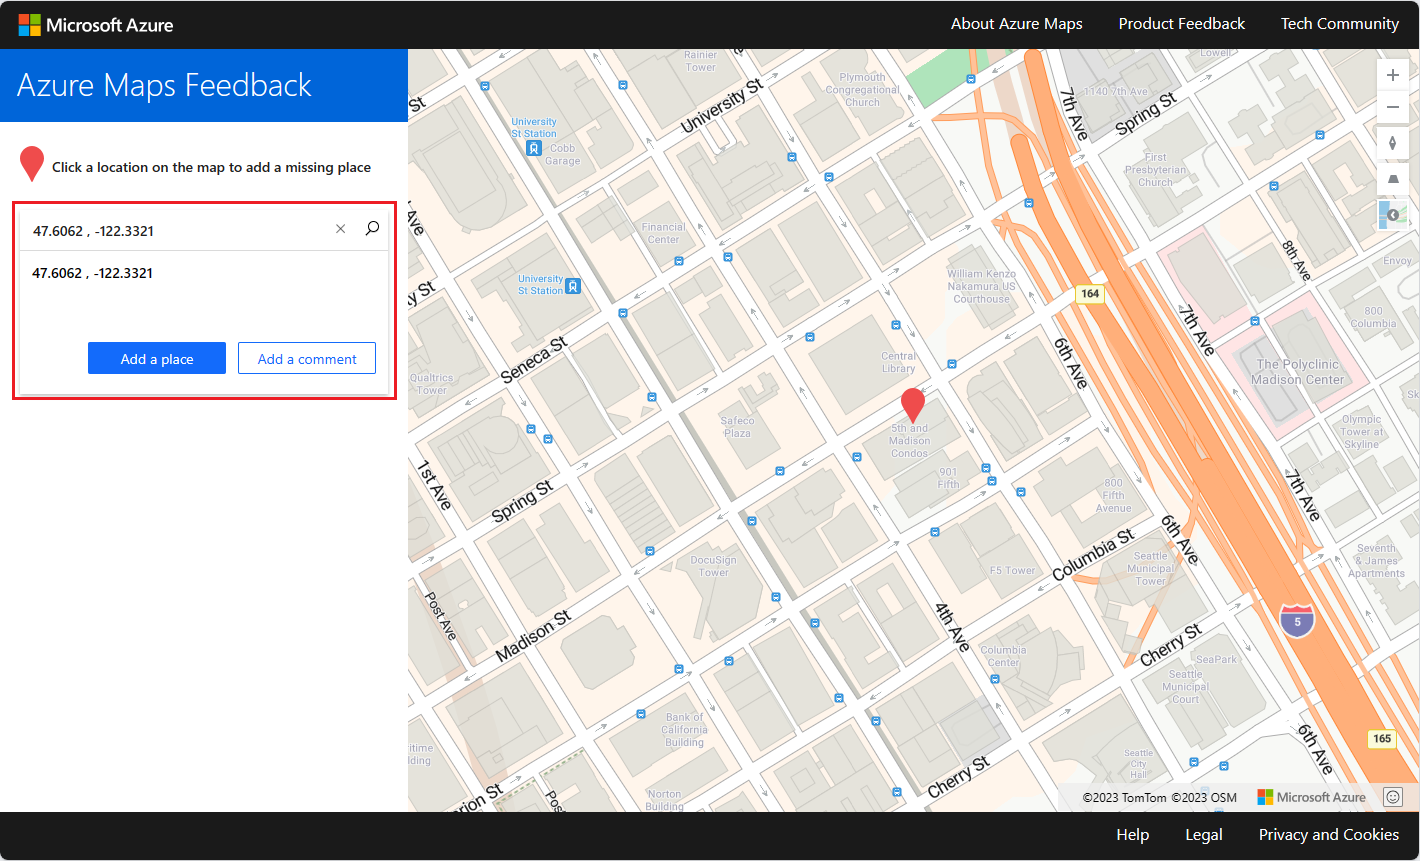 Microsoft Azure
About Azure Maps
Product Feedback
Tech Community
Azure Maps Feedback
Click a location on the map to add a missing place
47.6062 , -122.3321
47.6062 , -122.3321
Add a place
Add a comment
Rainier
Tower
University St
Plymouth
Congregational
Church
1140 7th Ave
7th Ave
Spring St
Lowell
St
University
St Station
Cobb
Garage
First
Presbyterian
Church
Ave
Financial
Center
8th Ave
Envoy
University
St Station
William Kenzo
Nakamura US
Courthouse
164
St
7th Ave
800
Columbia
Seneca St
Central
Library
6th Ave
The Polyclinic
Madison Center
Qualtrics
Tower
Safeco
Plaza
5th and
Madison
Condos
Olympic
Tower at
Skyline
1st Ave
901
Fifth
800
Fifth
Avenue
7th Ave
Spring St
6th Ave
Columbia St
DocuSign
Tower
F5 Tower
Seattle
Municipal
Tower
Seventh
& James
Apartments
Post Ave
4th Ave
5
Madison St
Columbia
Center
Cherry St
SeaPark
Seattle
Municipal
Court
Bank of
California
Building
165
6th Ave
Seattle
City
Hall
Cherry St
Norton
Building
©2023 TomTom ©2023 OSM
Microsoft Azure
Help
Legal
Privacy and Cookies